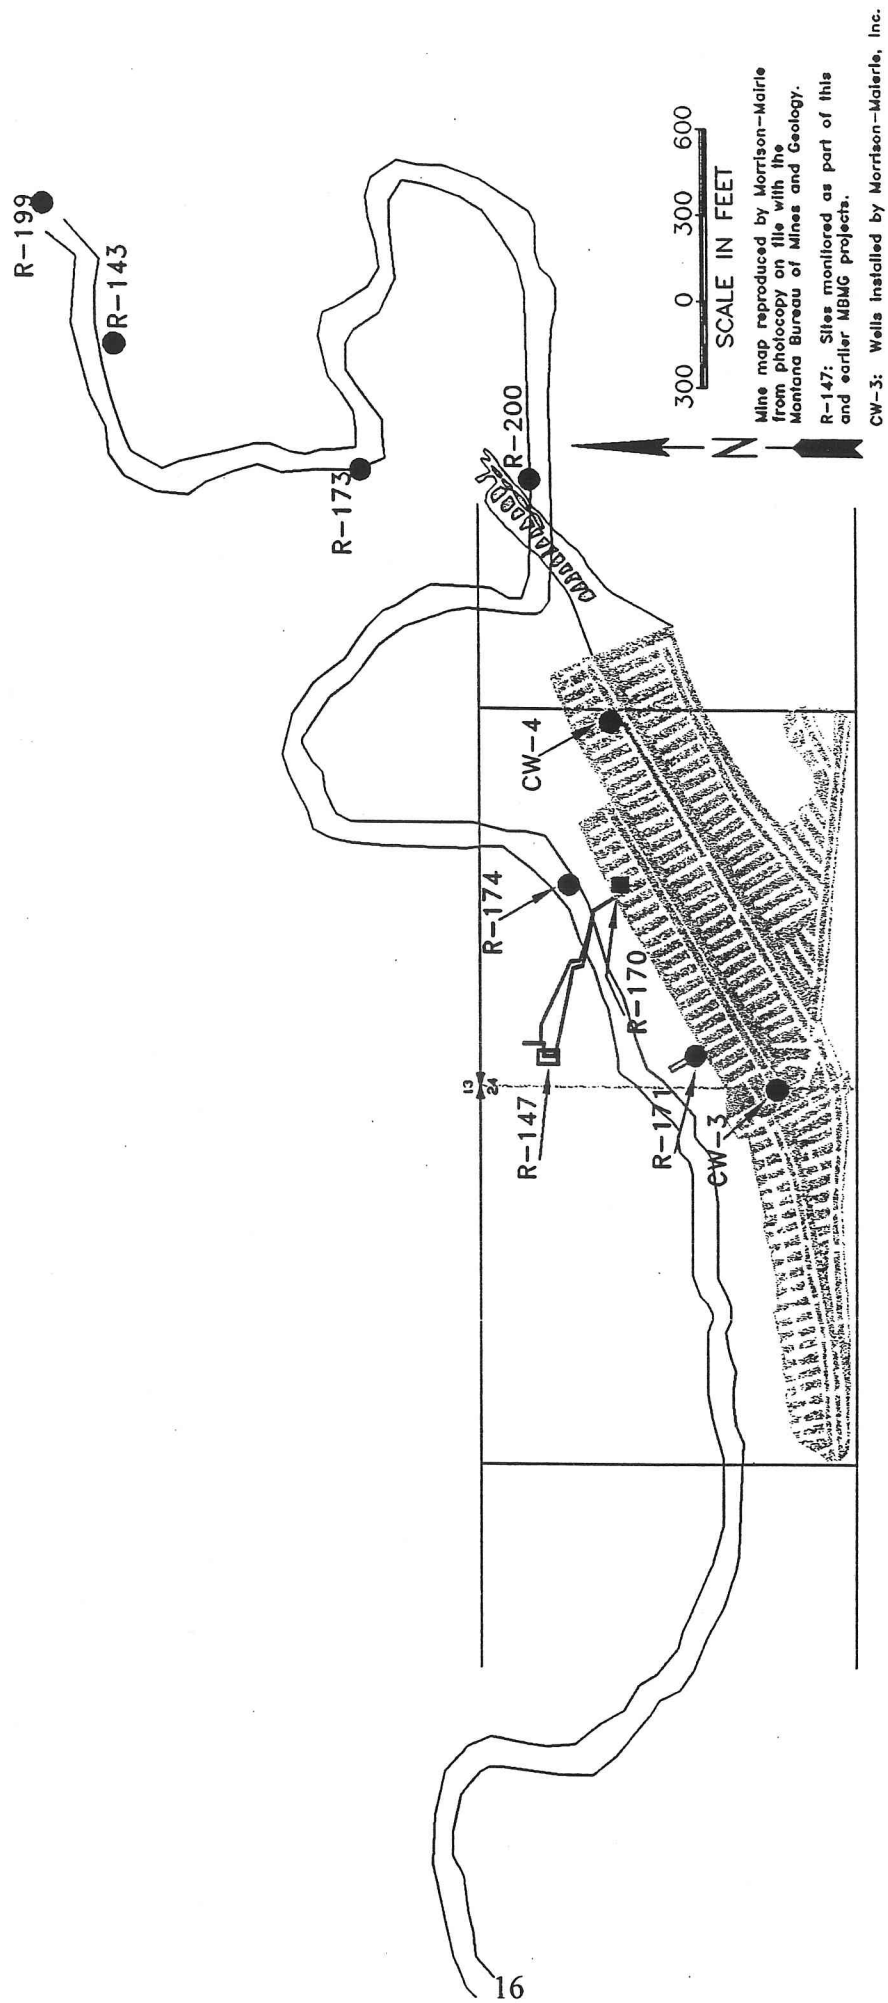 R-199
R-143
R-173
R-200
CW-4
R-174
R-170
R-147
R-171
CW-3
13
24
N
300 0 300 600
SCALE IN FEET
Mine map reproduced by Morrison-Mairle
from photocopy on file with the
Montana Bureau of Mines and Geology.
R-147: Sites monitored as part of this
and earlier MBMG projects.
CW-3: Wells installed by Morrison-Maierle, Inc.
16